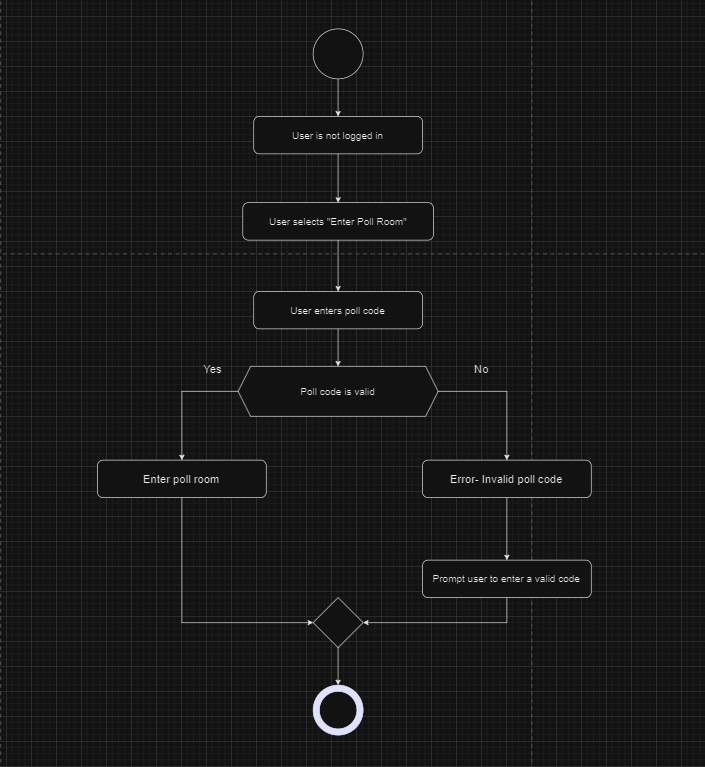 User is not logged in
User selects "Enter Poll Room"
User enters poll code
Yes
No
Poll code is valid
Enter poll room
Error- Invalid poll code
Prompt user to enter a valid code